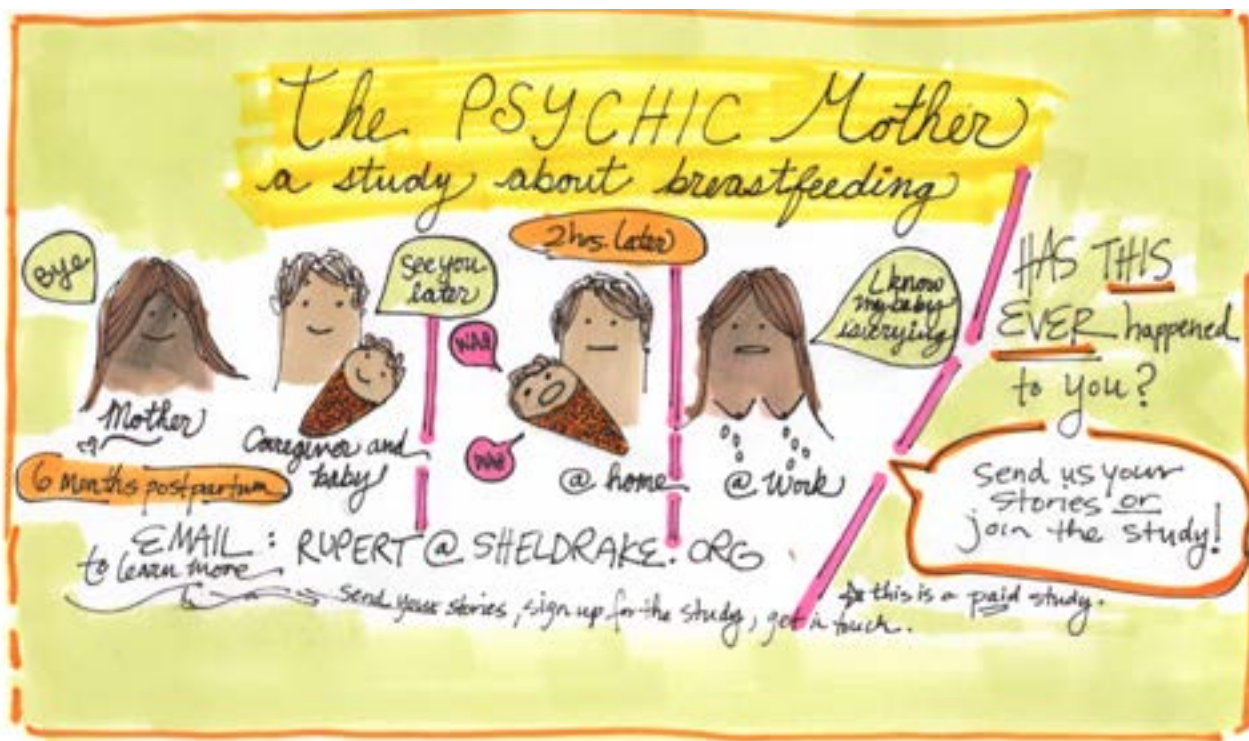 The PSYCHIC Mother
a study about breastfeeding
Bye
Mother
6 months postpartum
See you
later
Caregiver and
baby
2 hrs. later
WAA
WAA
@ home
I know
my baby
is crying
@ work
HAS THIS
EVER happened
to you?
send us your
stories or
join the study!
☆ this is a paid study.
EMAIL : RUPERT@SHELDRAKE.ORG
to learn more
send your stories, sign up for the study, get in touch.